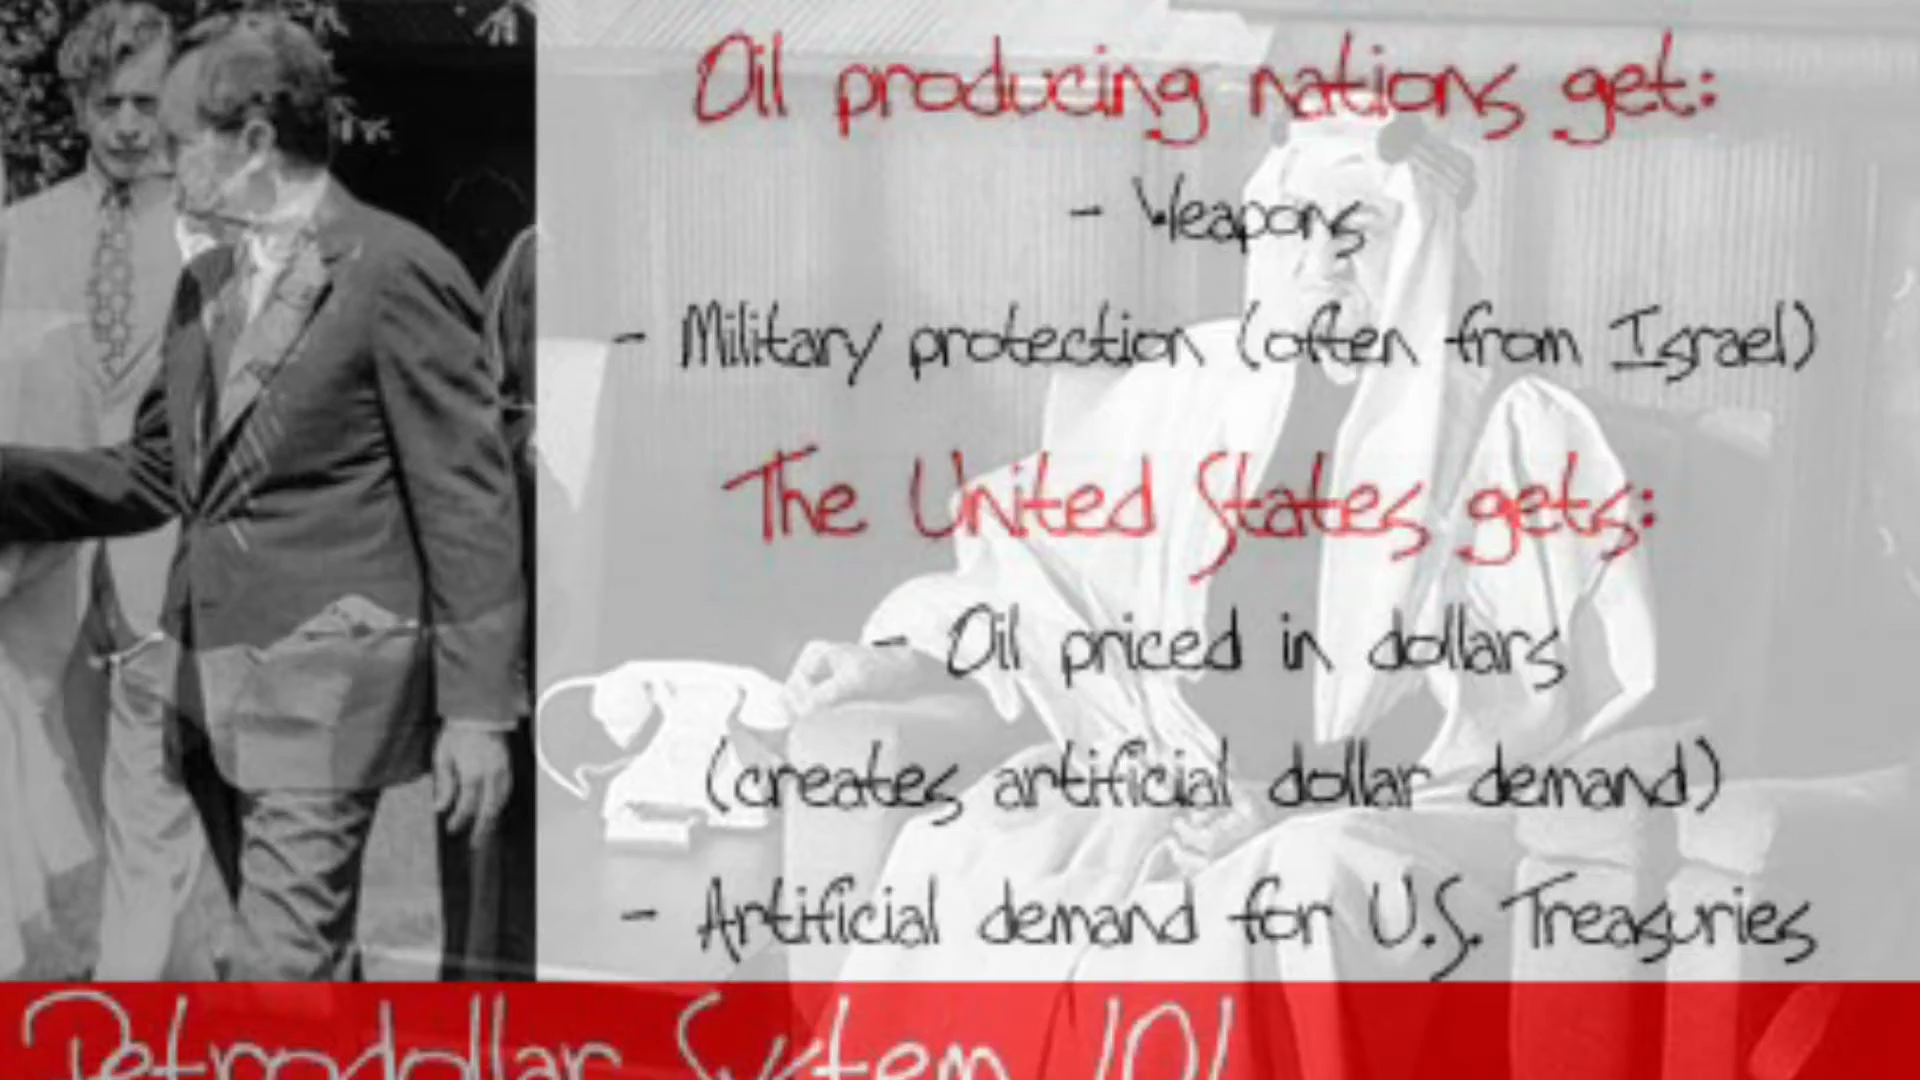 Oil producing nations get:
- Weapons
- Military protection (often from Israel)
The United States gets:
- Oil priced in dollars
(creates artificial dollar demand)
- Artificial demand for U.S. Treasuries
Petrodollar System 101